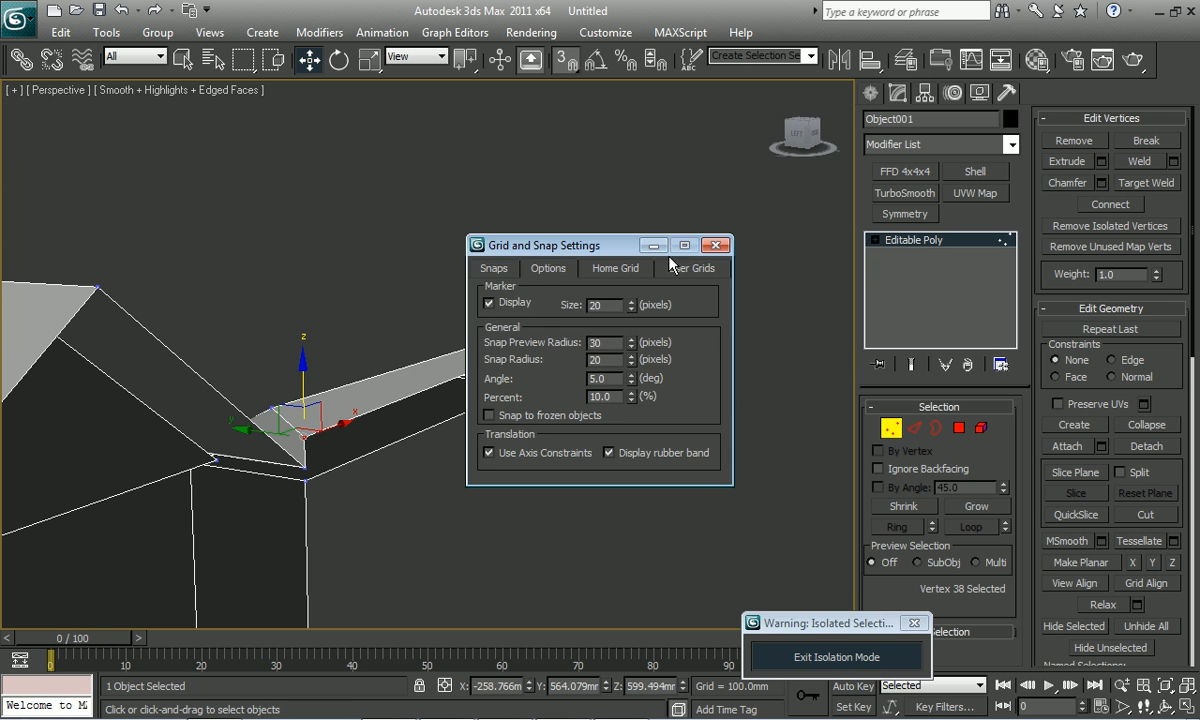 Autodesk 3ds Max 2011 x64 Untitled
Type a keyword or phrase
Edit Tools Group Views Create Modifiers Animation Graph Editors Rendering Customize MAXScript Help
All View 3 Create Selection Se
[ + ] [ Perspective ] [ Smooth + Highlights + Edged Faces ]
LEFT
z
x
y
Grid and Snap Settings
Snaps Options Home Grid Grids
Marker
Display Size: 20 (pixels)
General
Snap Preview Radius: 30 (pixels)
Snap Radius: 20 (pixels)
Angle: 5.0 (deg)
Percent: 10.0 (%)
Snap to frozen objects
Translation
Use Axis Constraints Display rubber band
Object001
Modifier List
FFD 4x4x4 Shell
TurboSmooth UVW Map
Symmetry
Editable Poly
Selection
By Vertex
Ignore Backfacing
By Angle: 45.0
Shrink Grow
Ring Loop
Preview Selection
Off SubObj Multi
Vertex 38 Selected
Selection
Edit Vertices
Remove Break
Extrude Weld
Chamfer Target Weld
Connect
Remove Isolated Vertices
Remove Unused Map Verts
Weight: 1.0
Edit Geometry
Repeat Last
Constraints
None Edge
Face Normal
Preserve UVs
Create Collapse
Attach Detach
Slice Plane Split
Slice Reset Plane
QuickSlice Cut
MSmooth Tessellate
Make Planar X Y Z
View Align Grid Align
Relax
Hide Selected Unhide All
Hide Unselected
Named Selections:
Warning: Isolated Selecti...
Exit Isolation Mode
0 / 100
0 10 20 30 40 50 60 70 80 90
1 Object Selected X: -258.766m Y: 564.079mr Z: 599.494mr Grid = 100.0mm Auto Key Selected
Welcome to M Click or click-and-drag to select objects Add Time Tag Set Key Key Filters... 0